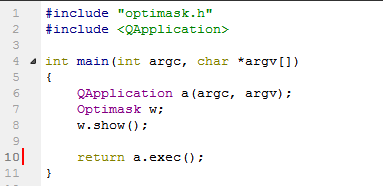 1 #include "optimask.h"
2 #include <QApplication>
3
4 int main(int argc, char *argv[])
5 {
6     QApplication a(argc, argv);
7     Optimask w;
8     w.show();
9
10     return a.exec();
11 }